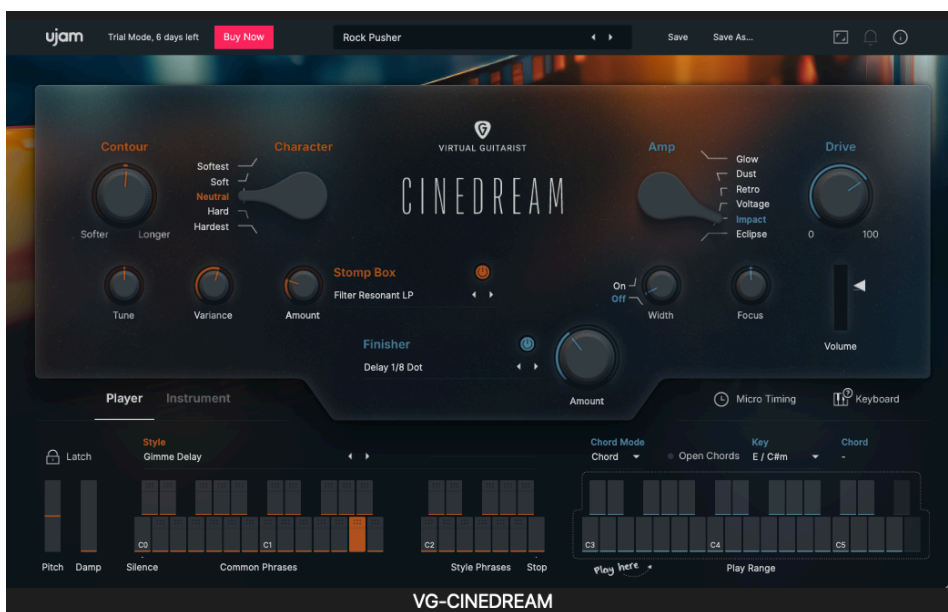 ujam Trial Mode, 6 days left Buy Now Rock Pusher Save Save As...
VIRTUAL GUITARIST
CINEDREAM
Contour
Softer Longer
Character
Softest
Soft
Neutral
Hard
Hardest
Amp
Glow
Dust
Retro
Voltage
Impact
Eclipse
Drive
0 100
Tune
Variance
Amount
Stomp Box
Filter Resonant LP
On
Off
Width
Focus
Volume
Finisher
Delay 1/8 Dot
Amount
Player Instrument
Micro Timing
Keyboard
Latch
Style
Gimme Delay
Chord Mode
Chord
Open Chords
Key
E / C#m
Chord
-
C0 C1 C2 C3 C4 C5
Pitch Damp Silence Common Phrases Style Phrases Stop Play here Play Range
VG-CINEDREAM